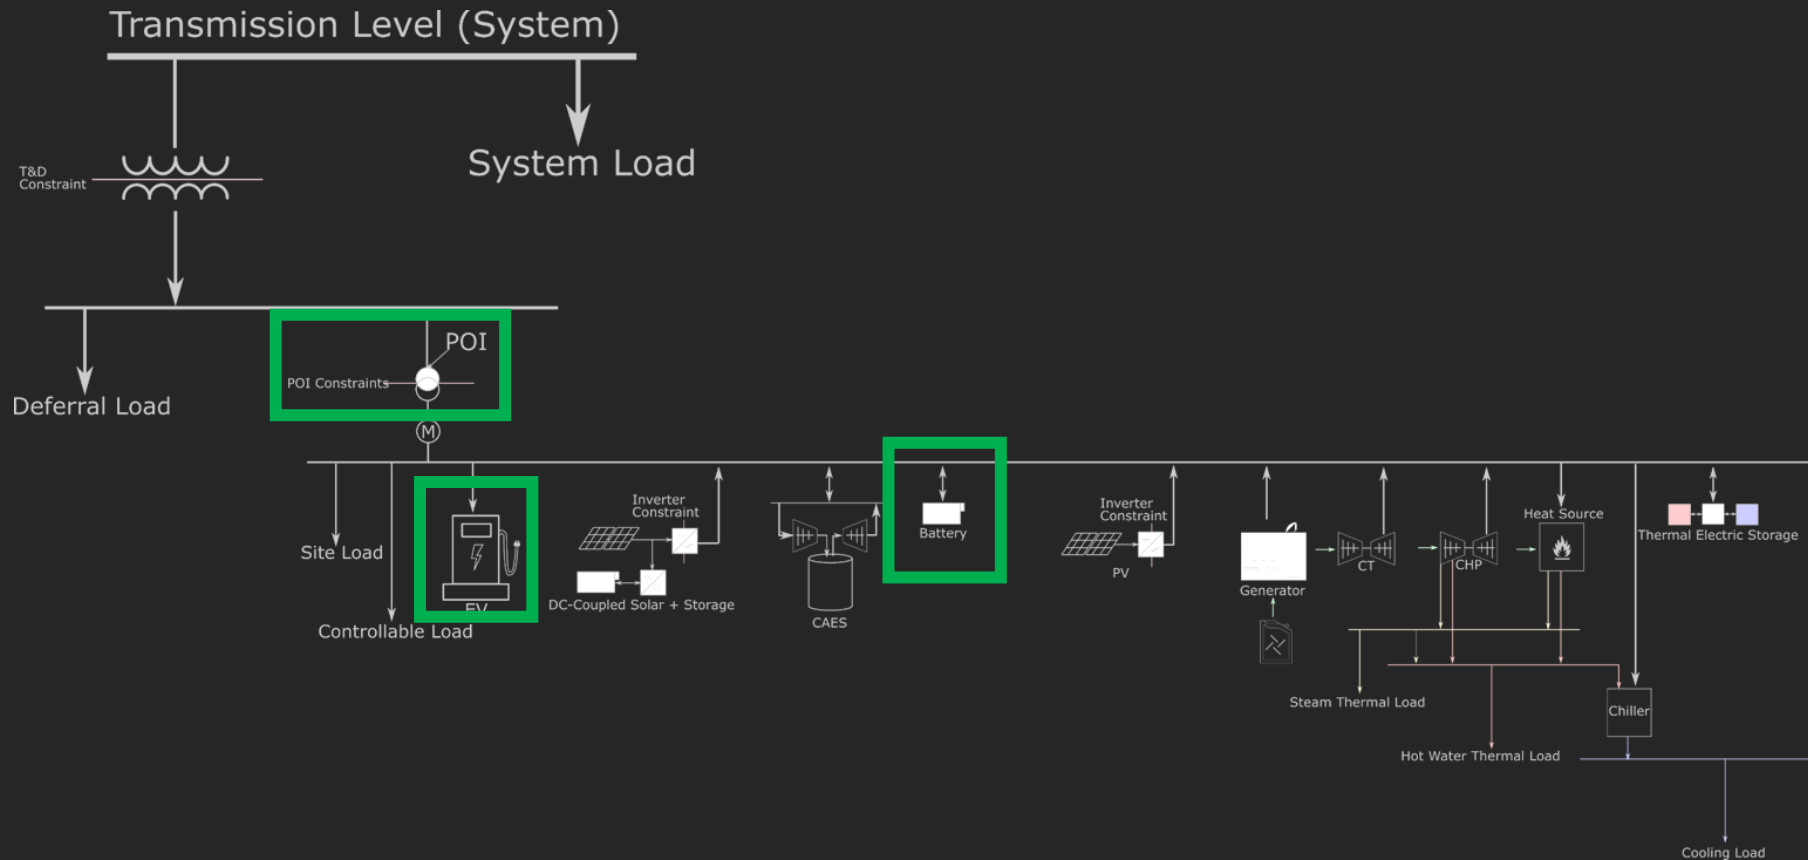 Transmission Level (System)
T&D
Constraint
System Load
POI
POI Constraints
Deferral Load
M
Inverter
Constraint
Inverter
Constraint
Heat Source
Site Load
Battery
Thermal Electric Storage
EV
DC-Coupled Solar + Storage
CAES
PV
Generator
CT
CHP
Controllable Load
Steam Thermal Load
Chiller
Hot Water Thermal Load
Cooling Load